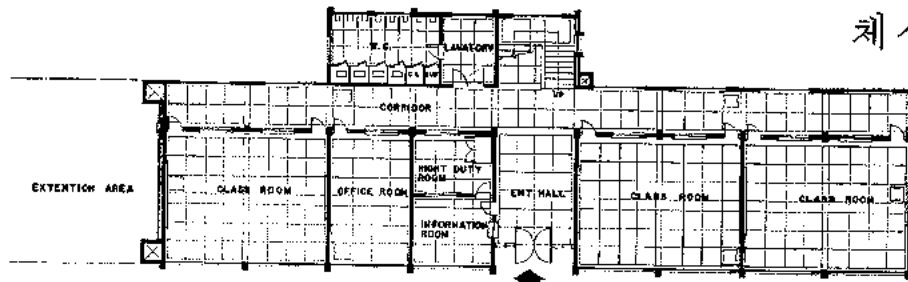 체
W.C.
LAVATORY
UP
CORRIDOR
EXTENTION AREA
CLASS ROOM
OFFICE ROOM
NIGHT DUTY
ROOM
INFORMATION
ROOM
ENT HALL
CLASS ROOM
CLASS ROOM